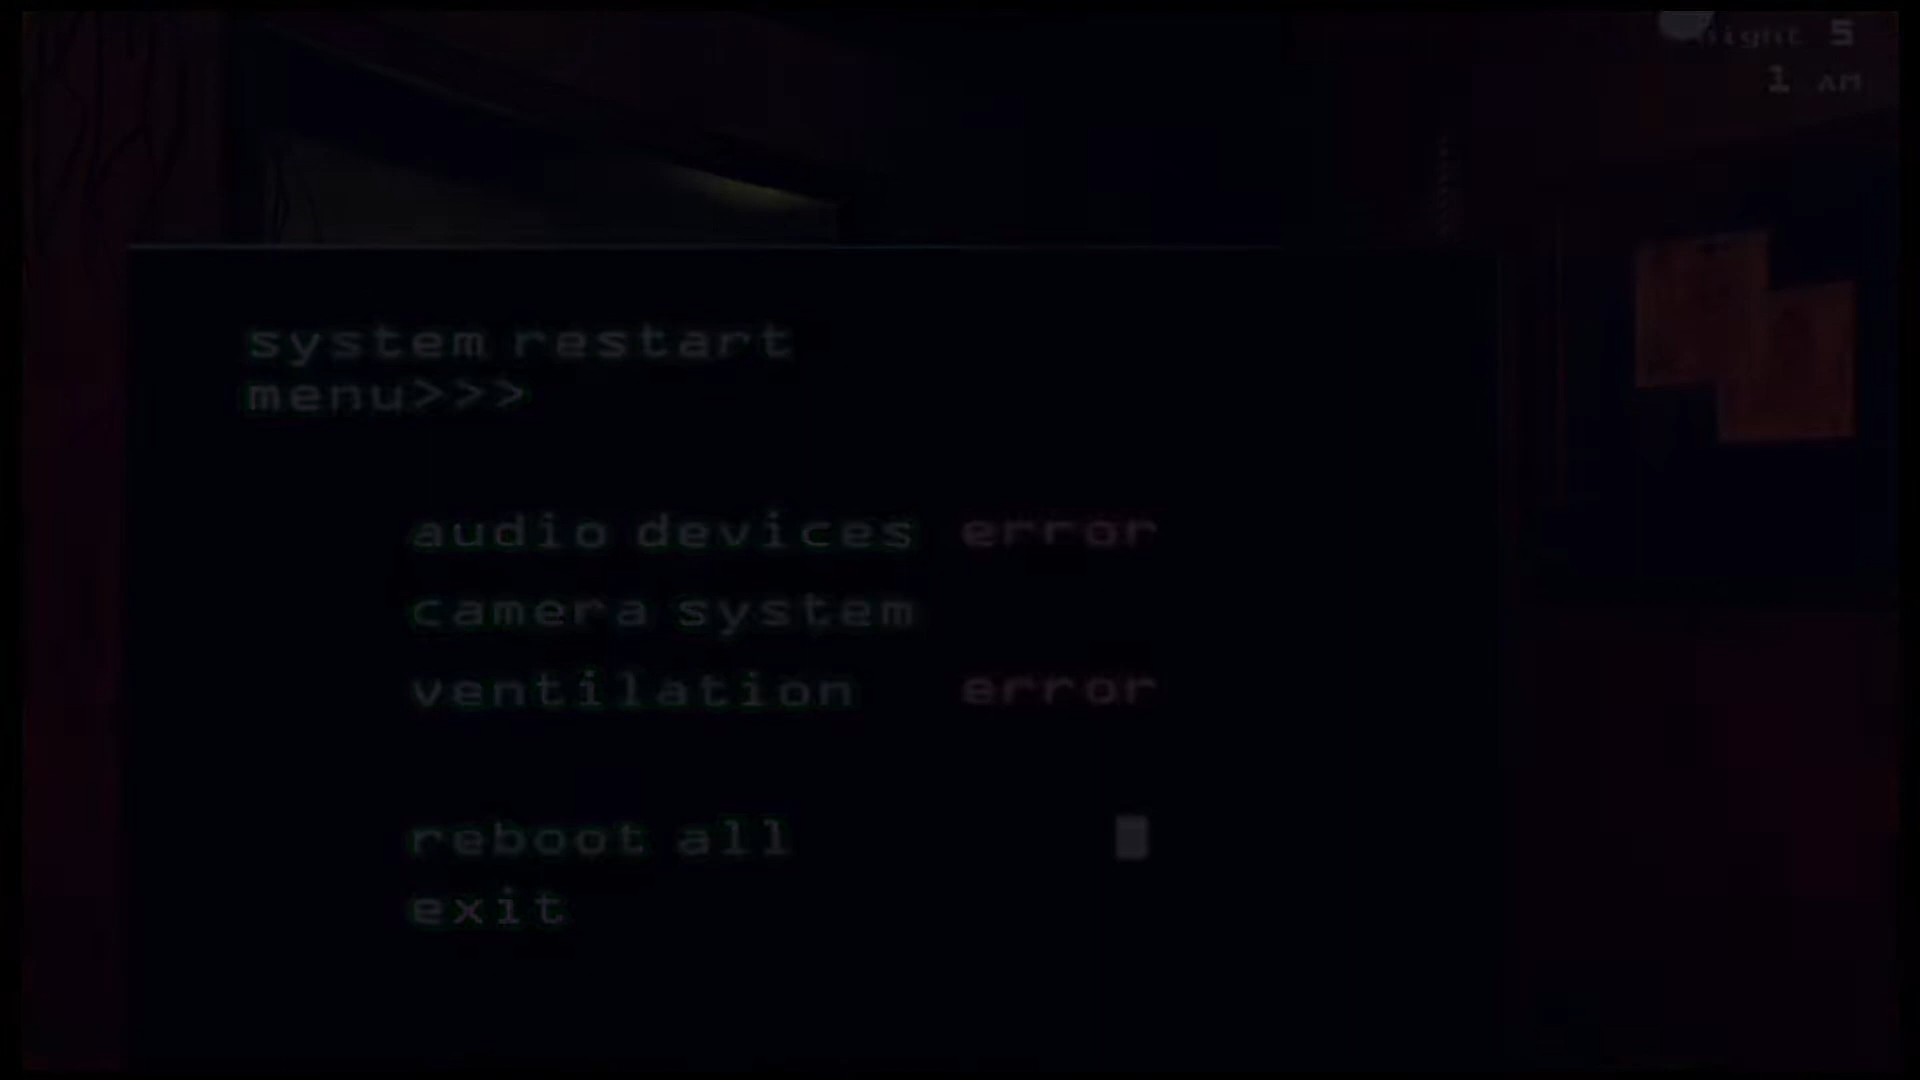 Night 5
1 AM
system restart
menu>>>
audio devices error
camera system
ventilation error
reboot all
exit